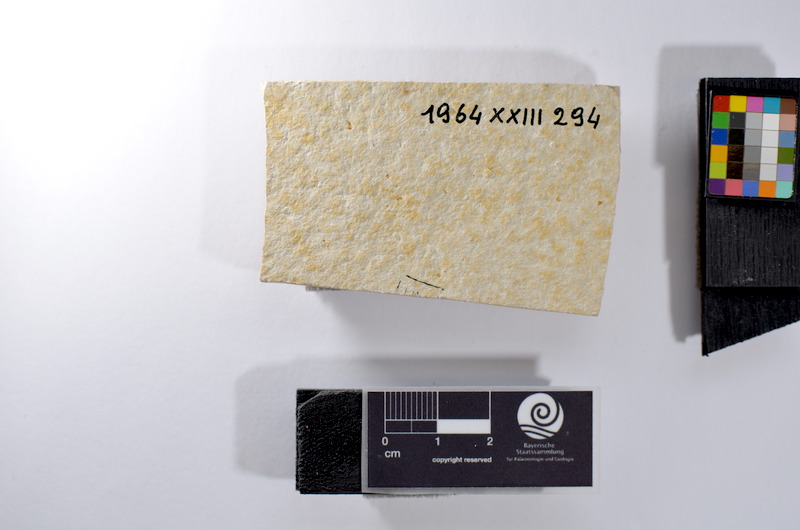 1964 XXIII 294
0 1 2
cm
copyright reserved
Bayerische
Staatssammlung
für Paläontologie und Geologie